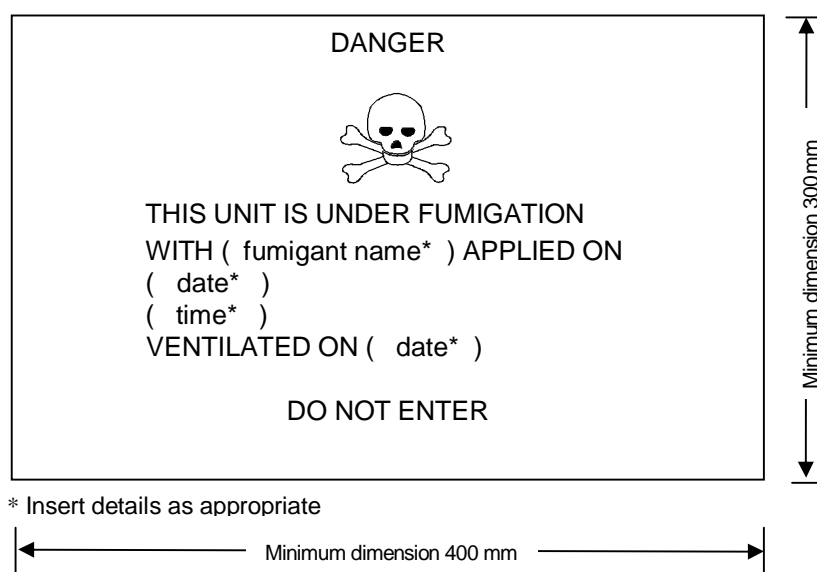 DANGER
THIS UNIT IS UNDER FUMIGATION
WITH ( fumigant name* ) APPLIED ON
( date* )
( time* )
VENTILATED ON ( date* )
DO NOT ENTER
Minimum dimension 300mm
* Insert details as appropriate
Minimum dimension 400 mm